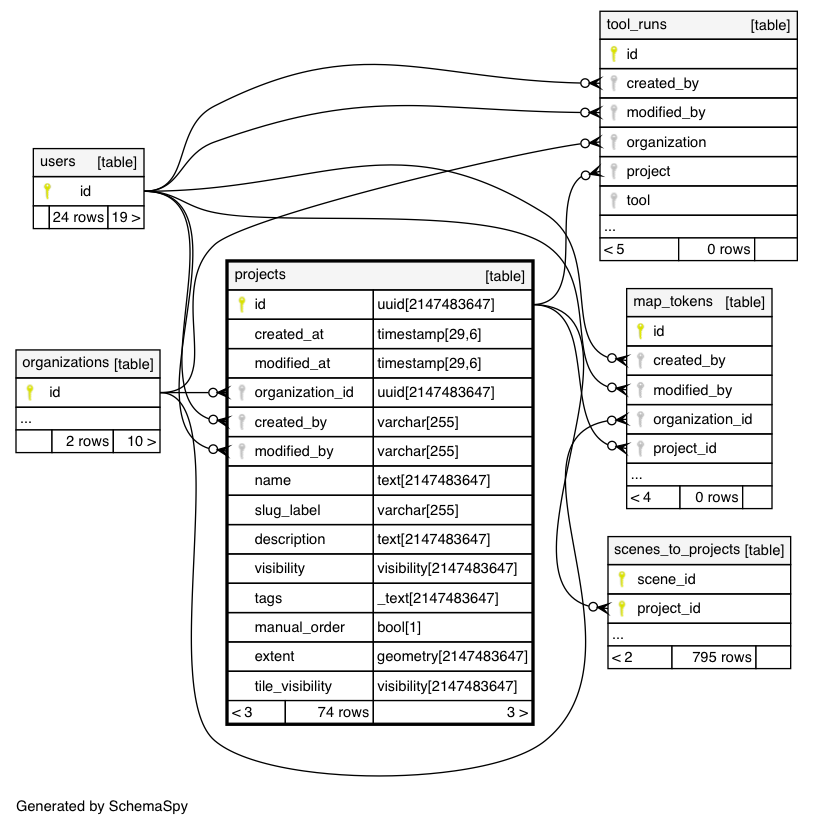 tool_runs [table]
id
created_by
modified_by
organization
project
tool
...
< 5 0 rows
users [table]
id
24 rows 19 >
projects [table]
id uuid[2147483647]
created_at timestamp[29,6]
modified_at timestamp[29,6]
organization_id uuid[2147483647]
created_by varchar[255]
modified_by varchar[255]
name text[2147483647]
slug_label varchar[255]
description text[2147483647]
visibility visibility[2147483647]
tags _text[2147483647]
manual_order bool[1]
extent geometry[2147483647]
tile_visibility visibility[2147483647]
< 3 74 rows 3 >
map_tokens [table]
id
created_by
modified_by
organization_id
project_id
...
< 4 0 rows
organizations [table]
id
...
2 rows 10 >
scenes_to_projects [table]
scene_id
project_id
...
< 2 795 rows
Generated by SchemaSpy